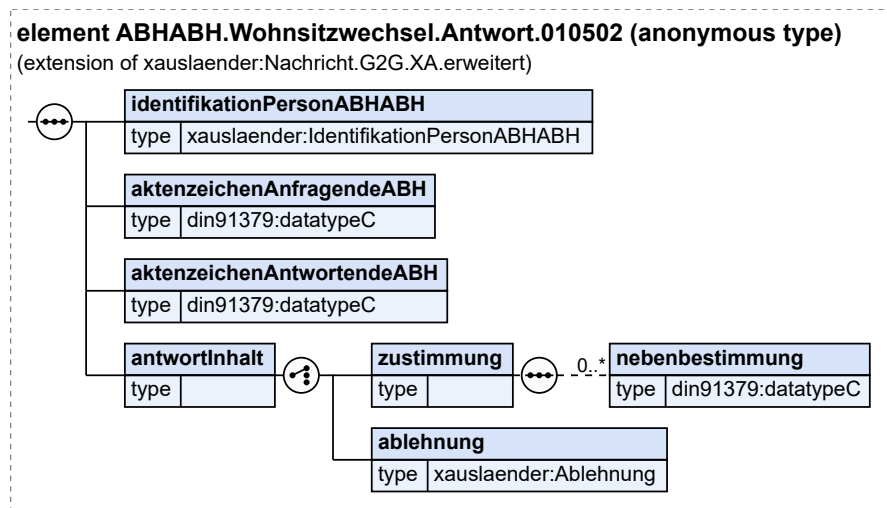 element ABHABH.Wohnsitzwechsel.Antwort.010502 (anonymous type)
(extension of xauslaender:Nachricht.G2G.XA.erweitert)
identifikationPersonABHABH
type xauslaender:IdentifikationPersonABHABH
aktenzeichenAnfragendeABH
type din91379:datatypeC
aktenzeichenAntwortendeABH
type din91379:datatypeC
antwortInhalt
type
zustimmung
type
0..*
nebenbestimmung
type din91379:datatypeC
ablehnung
type xauslaender:Ablehnung